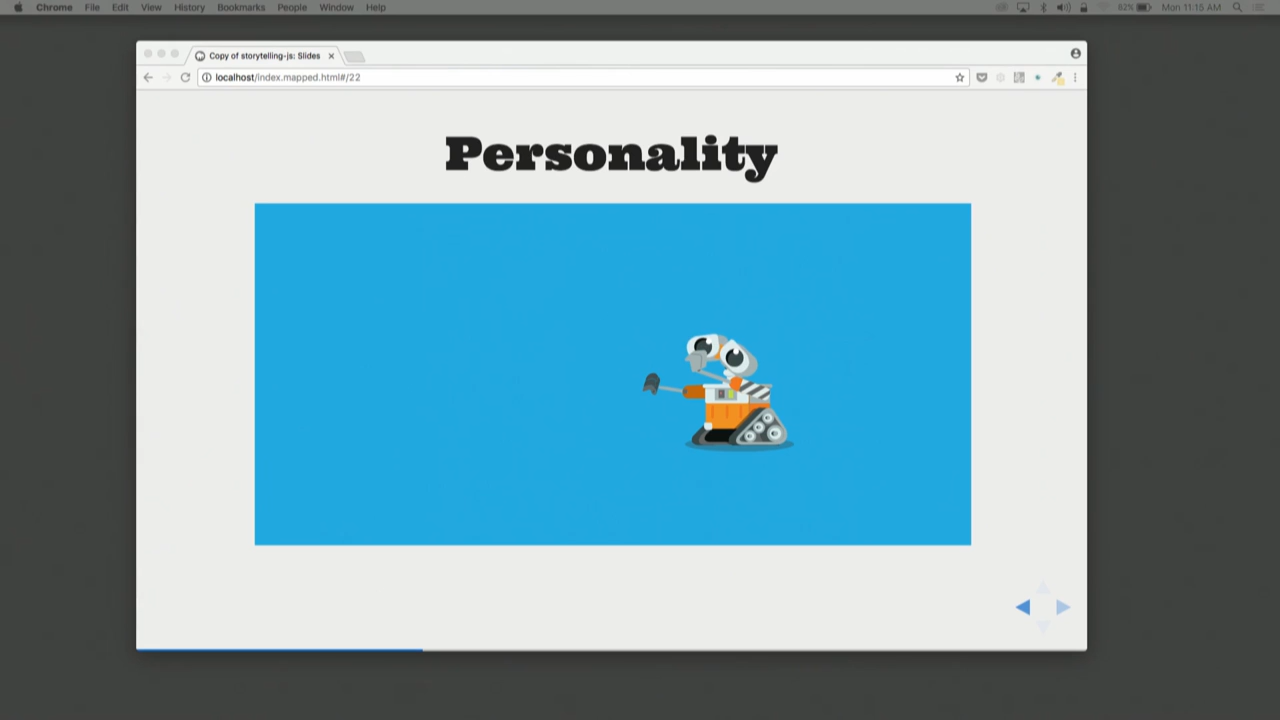 Chrome File Edit View History Bookmarks People Window Help 82% Mon 11:15 AM
Copy of storytelling-js: Slides
localhost/index.mapped.html#/22
Personality